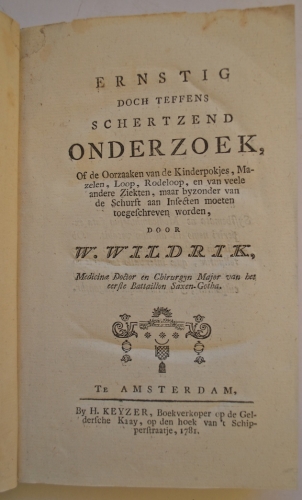 ERNSTIG
DOCH TEFFENS
SCHERTZEND
ONDERZOEK,
Of de Oorzaaken van de Kinderpokjes, Ma-
zelen, Loop, Rodeloop, en van veele
andere Ziekten, maar byzonder van
de Schurft aan Insecten moeten
toegeschreven worden,
DOOR
W. WILDRIK,
Medicinæ Doctor en Chirurgyn Major van het
eerste Battaillon Saxen-Gotha.
TE AMSTERDAM,
By H. KEYZER, Boekverkoper op de Gel-
dersche Kaay, op den hoek van 't Schip-
perstraatje, 1781.